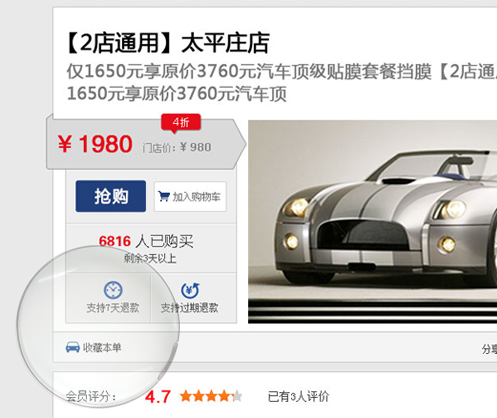 【2店通用】太平庄店
仅1650元享原价3760元汽车顶级贴膜套餐挡膜【2店通
1650元享原价3760元汽车顶
4折
¥ 1980 门店价：¥ 980
抢购 加入购物车
6816 人已购买
剩余3天以上
支持7天退款 支持过期退款
收藏本单
分享
会员评分： 4.7 已有3人评价